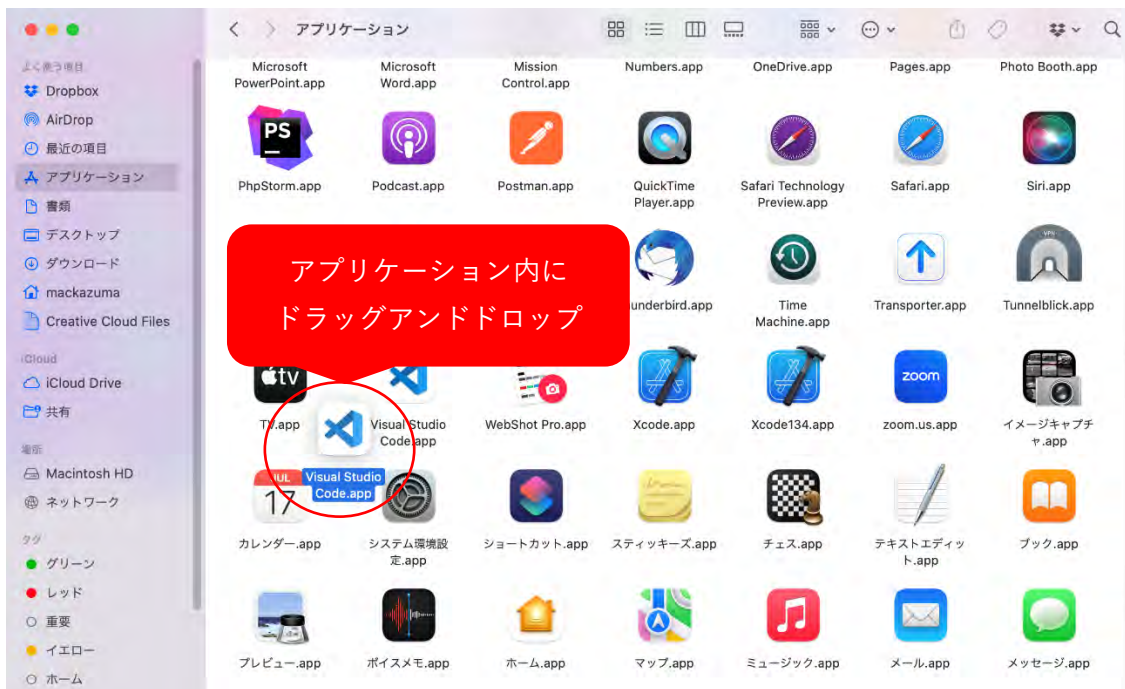 アプリケーション
よく使う項目
Dropbox
AirDrop
最近の項目
アプリケーション
書類
デスクトップ
ダウンロード
mackazuma
Creative Cloud Files
iCloud
iCloud Drive
共有
場所
Macintosh HD
ネットワーク
タグ
グリーン
レッド
重要
イエロー
ホーム
Microsoft
PowerPoint.app
Microsoft
Word.app
Mission
Control.app
Numbers.app
OneDrive.app
Pages.app
Photo Booth.app
PS
PhpStorm.app
Podcast.app
Postman.app
QuickTime
Player.app
Safari Technology
Preview.app
Safari.app
Siri.app
アプリケーション内に
ドラッグアンドドロップ
underbird.app
Time
Machine.app
Transporter.app
VPN
Tunnelblick.app
tv
TV.app
Visual Studio
Code.app
WebShot Pro.app
Xcode.app
Xcode134.app
zoom
zoom.us.app
イメージキャプチ
ャ.app
Visual Studio
Code.app
JUL
17
カレンダー.app
システム環境設
定.app
ショートカット.app
スティッキーズ.app
チェス.app
テキストエディッ
ト.app
ブック.app
プレビュー.app
ボイスメモ.app
ホーム.app
マップ.app
ミュージック.app
メール.app
メッセージ.app